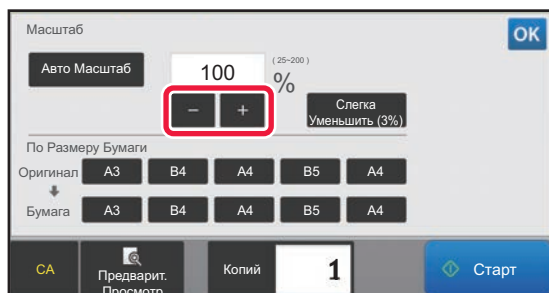 Масштаб
OK
Авто Масштаб
100
(25~200)
%
− +
Слегка
Уменьшить (3%)
По Размеру Бумаги
Оригинал A3 B4 A4 B5 A4
Бумага A3 B4 A4 B5 A4
CA
Предварит.
Просмотр
Копий
1
Старт